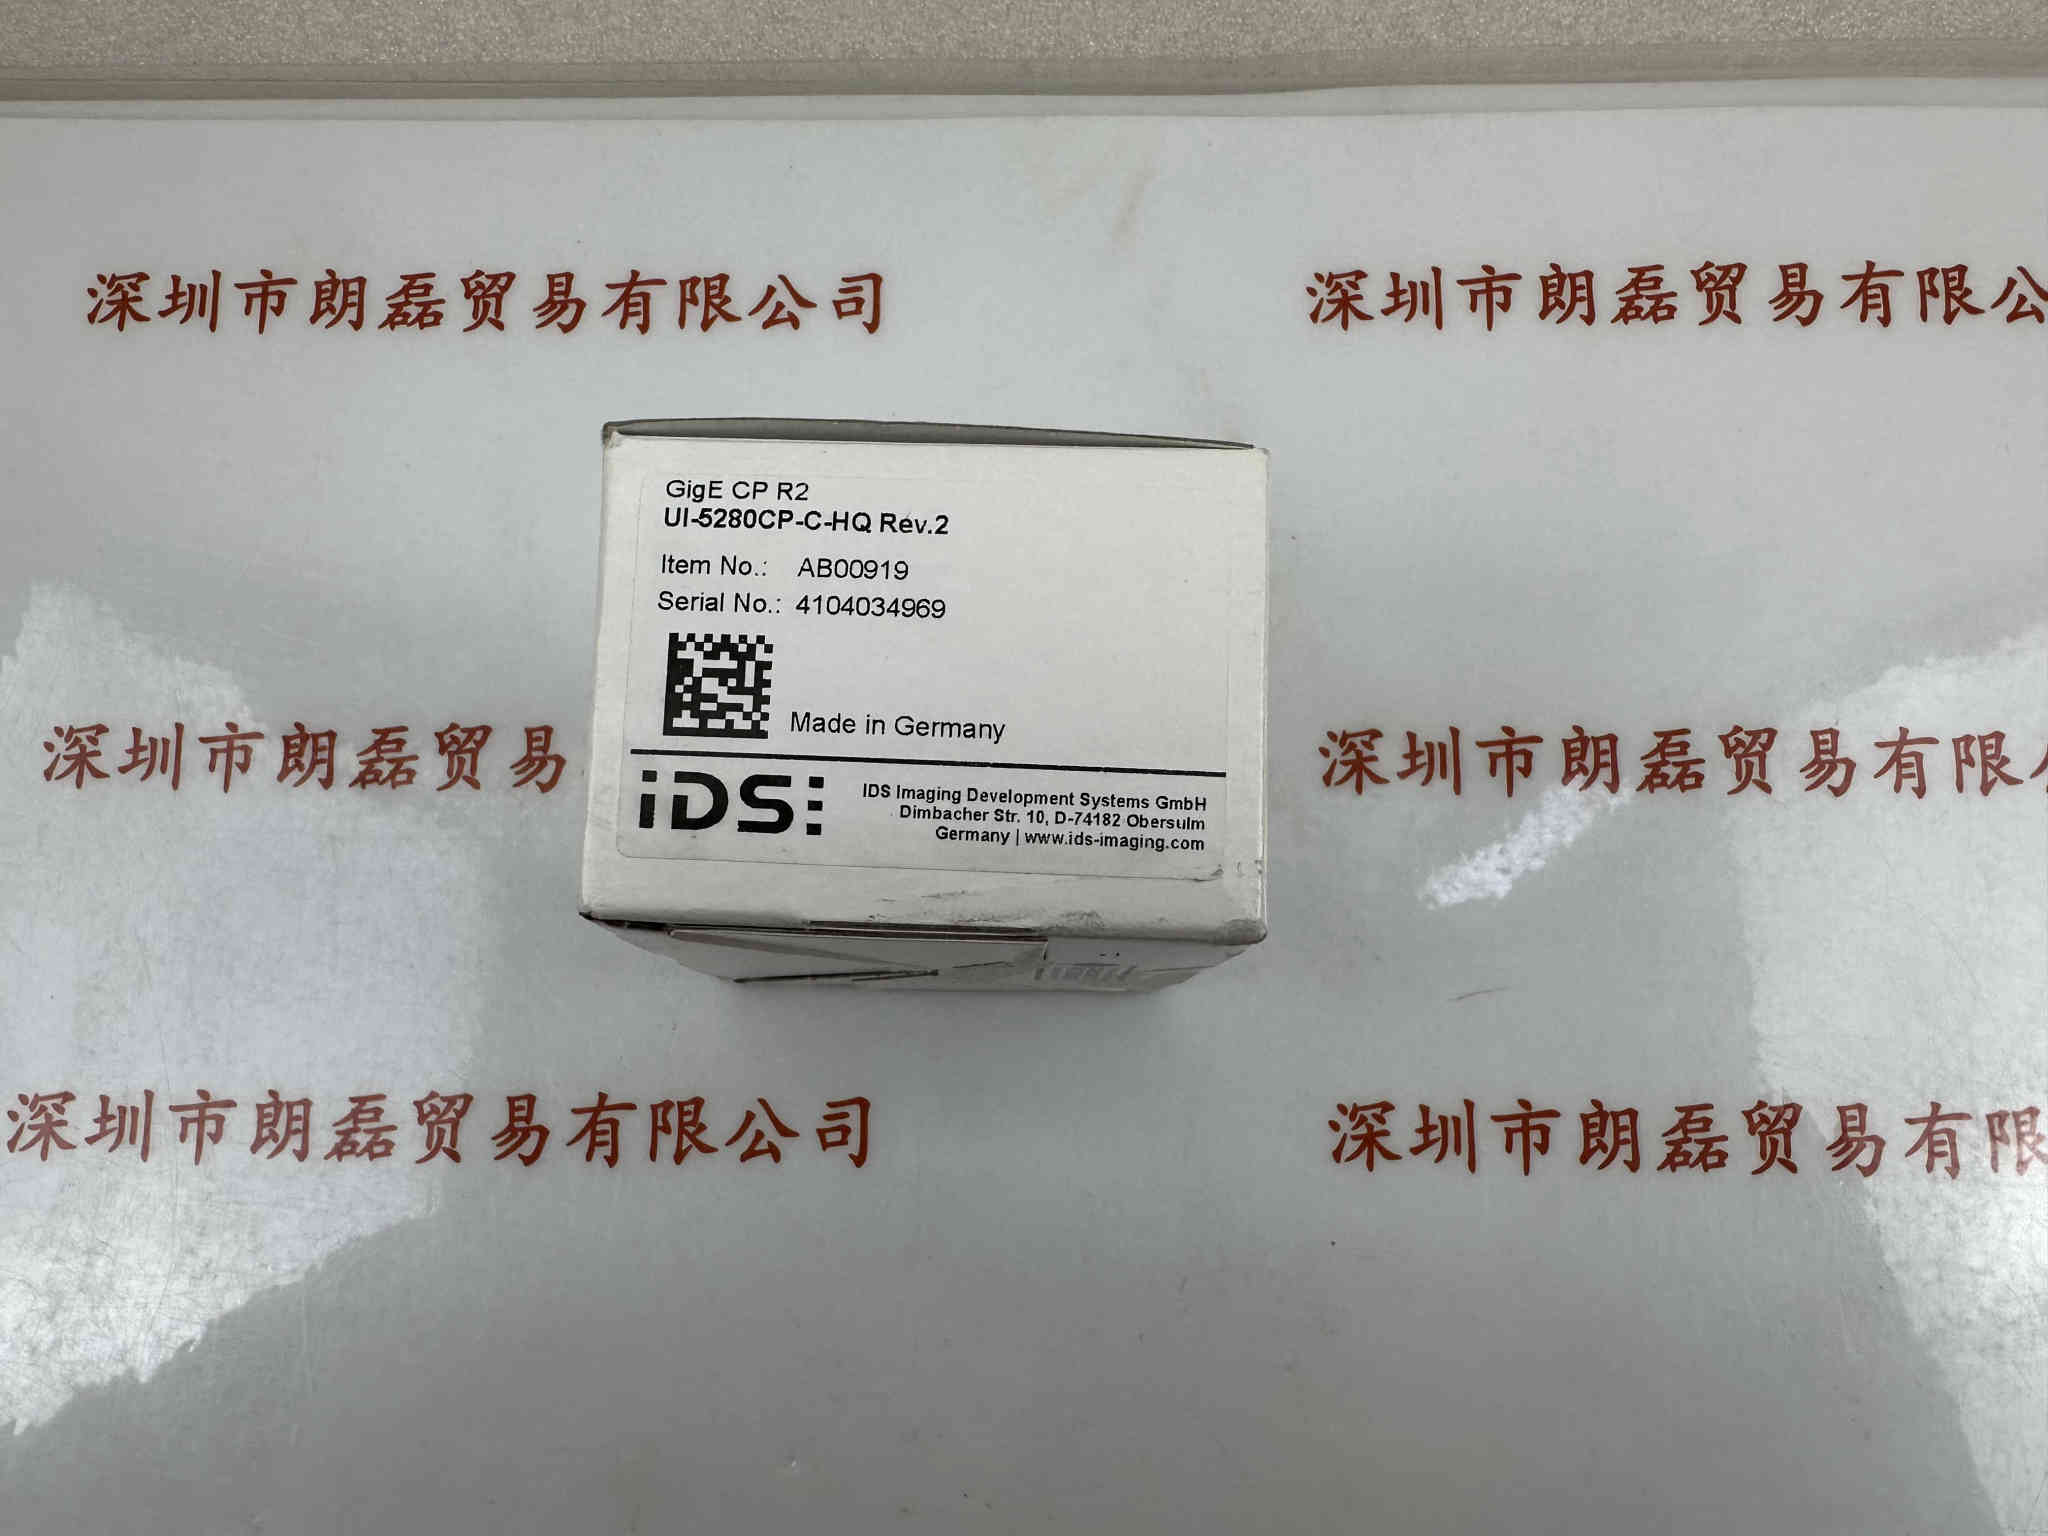 深圳市朗磊贸易有限公司
深圳市朗磊贸易有限公
GigE CP R2
UI-5280CP-C-HQ Rev.2
Item No.: AB00919
Serial No.: 4104034969
Made in Germany
深圳市朗磊贸易
iDS
IDS Imaging Development Systems GmbH
Dimbacher Str. 10, D-74182 Obersulm
Germany | www.ids-imaging.com
深圳市朗磊贸易有限
深圳市朗磊贸易有限公司
深圳市朗磊贸易有限